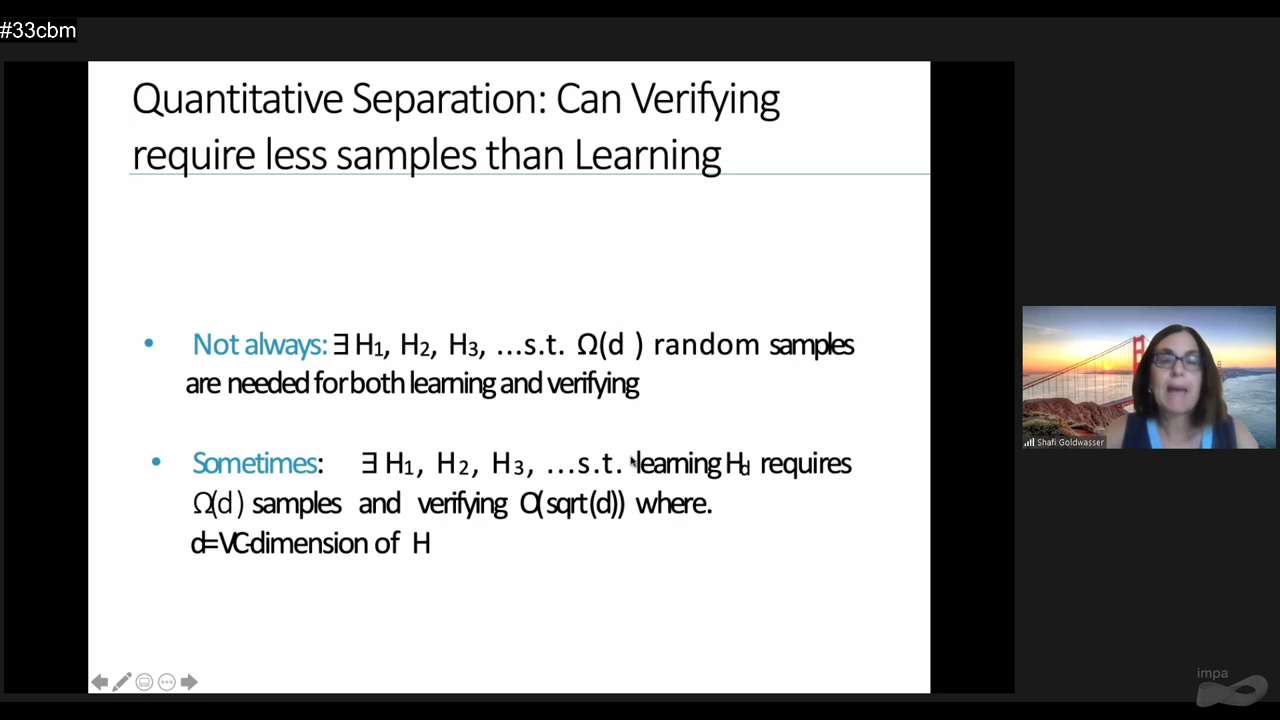 #33cbm
Quantitative Separation: Can Verifying
require less samples than Learning
• Not always: ∃ H1, H2, H3, ...s.t. Ω(d ) random samples
are needed for both learning and verifying
• Sometimes: ∃ H1, H2, H3, ...s.t. learning Hd requires
Ω(d) samples and verifying O(sqrt(d)) where.
d=VC-dimension of H
Shafi Goldwasser
impa